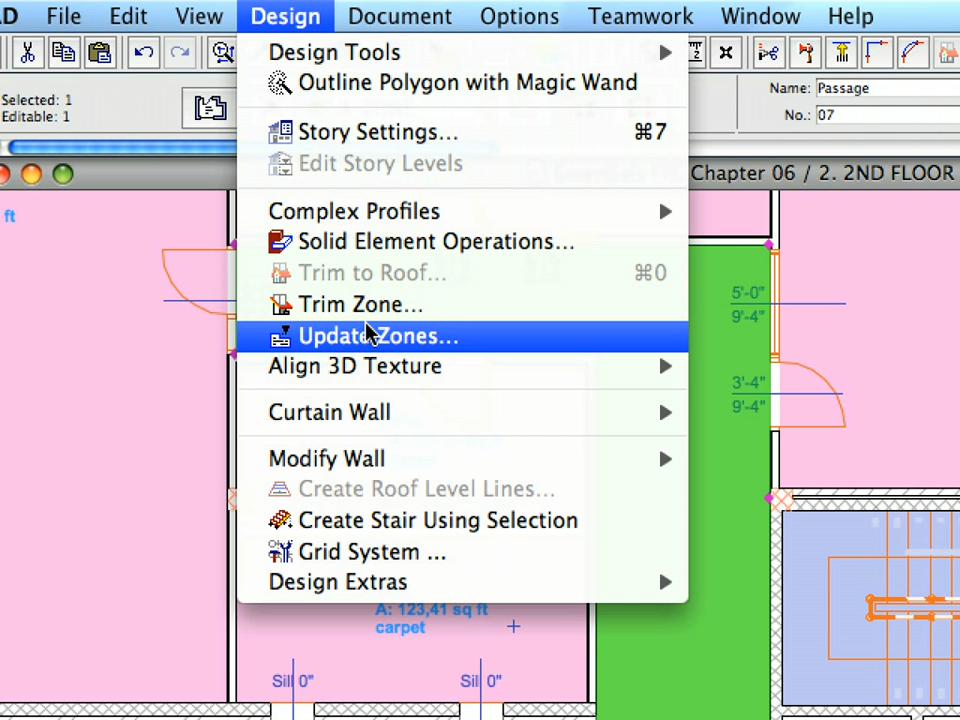 D File Edit View Design Document Options Teamwork Window Help
Selected: 1
Editable: 1
Name: Passage
No.: 07
Design Tools
Outline Polygon with Magic Wand
Story Settings... ⌘7
Edit Story Levels
Complex Profiles
Solid Element Operations...
Trim to Roof... ⌘0
Trim Zone...
Update Zones...
Align 3D Texture
Curtain Wall
Modify Wall
Create Roof Level Lines...
Create Stair Using Selection
Grid System ...
Design Extras
Chapter 06 / 2. 2ND FLOOR
ft
5'-0"
9'-4"
3'-4"
9'-4"
A: 123,41 sq ft
carpet
Sill 0"
Sill 0"